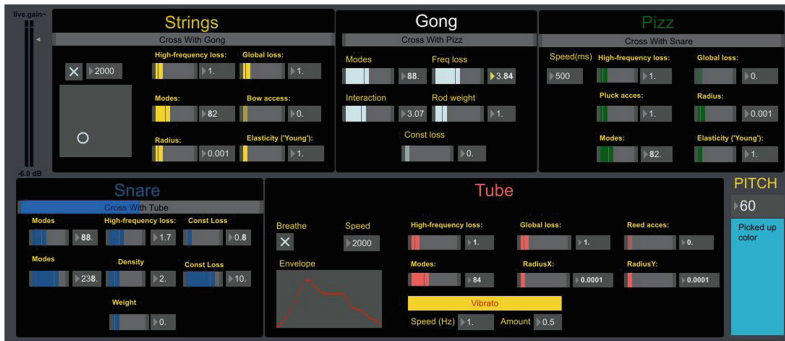 live.gain~
Strings
Cross With Gong
High-frequency loss:
Global loss:
2000
1.
1.
Modes:
Bow access:
82
0.
Radius:
Elasticity ('Young'):
0.001
1.
-6.0 dB
Gong
Cross With Pizz
Modes
Freq loss
88.
3.84
Interaction
Rod weight
3.07
1.
Const loss
0.
Pizz
Cross With Snare
Speed(ms)
High-frequency loss:
Global loss:
500
1.
0.
Pluck acces:
Radius:
1.
0.001
Modes:
Elasticity ('Young'):
82.
1.
Snare
Cross With Tube
Modes
High-frequency loss:
Const Loss
88.
1.7
0.8
Modes
Density
Const Loss
238.
2.
10.
Weight
0.
Tube
Breathe
Speed
High-frequency loss:
Global loss:
Reed acces:
2000
1.
1.
0.
Envelope
Modes:
RadiusX:
RadiusY:
84
0.0001
0.0001
Vibrato
Speed (Hz)
1.
Amount
0.5
PITCH
60
Picked up
color